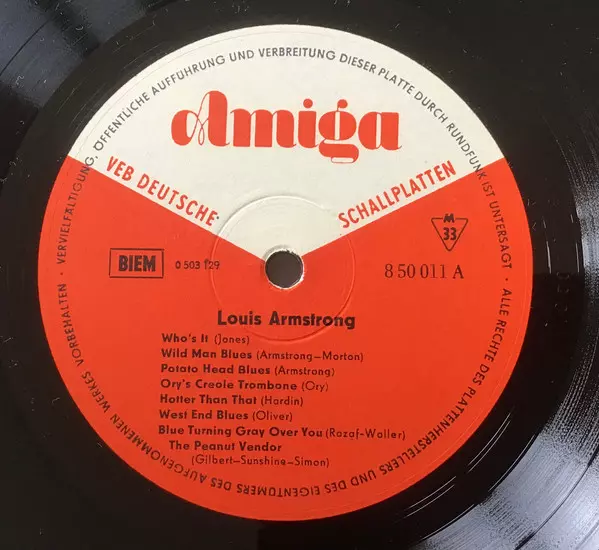 VERVIELFÄLTIGUNG, ÖFFENTLICHE AUFFÜHRUNG UND VERBREITUNG DIESER PLATTE DURCH RUNDFUNK IST UNTERSAGT · ALLE RECHTE DES PLATTENHERSTELLERS UND DES EIGENTÜMERS DES AUFGENOMMENEN WERKES VORBEHALTEN ·
Amiga
VEB DEUTSCHE SCHALLPLATTEN
BIEM
0 503 129
M
33
8 50 011 A
Louis Armstrong
Who's It (Jones)
Wild Man Blues (Armstrong—Morton)
Potato Head Blues (Armstrong)
Ory's Creole Trombone (Ory)
Hotter Than That (Hardin)
West End Blues (Oliver)
Blue Turning Gray Over You (Razaf-Waller)
The Peanut Vendor
(Gilbert—Sunshine—Simon)